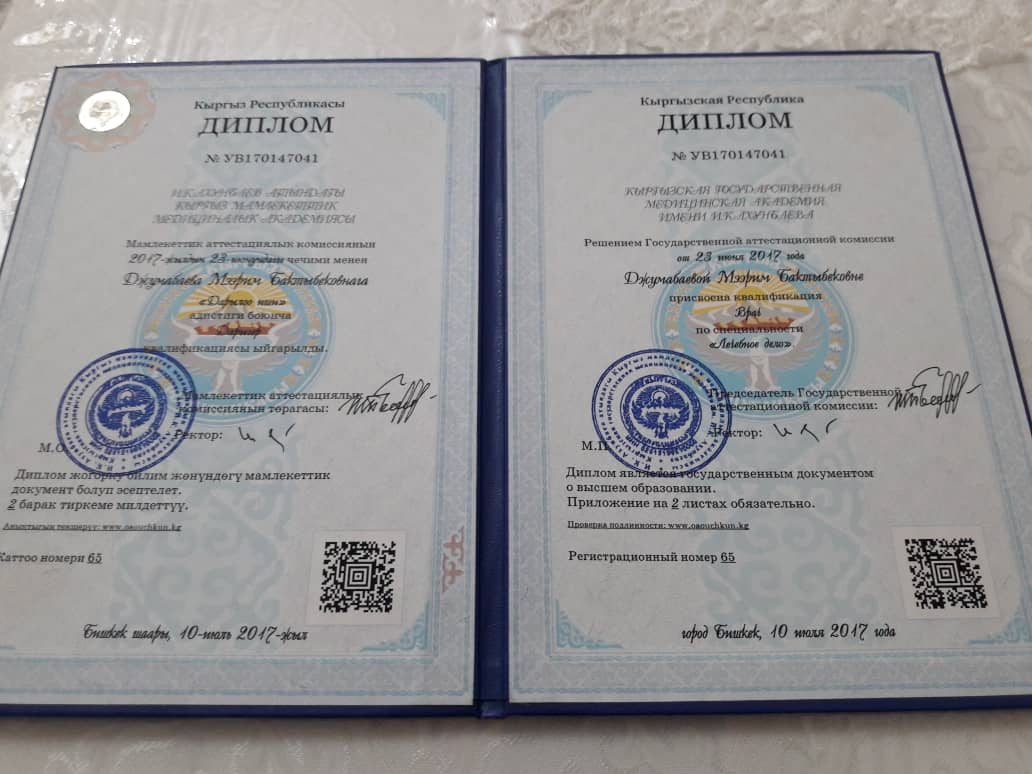 Кыргыз Республикасы
ДИПЛОМ
№ УВ170147041
И.К.АХУНБАЕВ АТЫНДАГЫ
КЫРГЫЗ МАМЛЕКЕТТИК
МЕДИЦИНАЛЫК АКАДЕМИЯСЫ
Мамлекеттик аттестациялык комиссиянын
2017-жылдын 23-июнундагы чечими менен
Джумабаева Мээрим Бактыбековнага
«Дарылоо иши»
адистиги боюнча
Дарыгер
квалификациясы ыйгарылды.
Мамлекеттик аттестациялык
комиссиянын төрагасы:
Ректор:
М.О.
Диплом жогорку билим жөнүндөгү мамлекеттик
документ болуп эсептелет.
2 барак тиркеме милдеттүү.
Аныктыгын текшерүү: www.oaouchkun.kg
Каттоо номери 65
Бишкек шаары, 10-июль 2017-жыл
Кыргызская Республика
ДИПЛОМ
№ УВ170147041
КЫРГЫЗСКАЯ ГОСУДАРСТВЕННАЯ
МЕДИЦИНСКАЯ АКАДЕМИЯ
ИМЕНИ И.К.АХУНБАЕВА
Решением Государственной аттестационной комиссии
от 23 июня 2017 года
Джумабаевой Мээрим Бактыбековне
присвоена квалификация
Врач
по специальности
«Лечебное дело».
Председатель Государственной
аттестационной комиссии:
Ректор:
М.П.
Диплом является государственным документом
о высшем образовании.
Приложение на 2 листах обязательно.
Проверка подлинности: www.oaouchkun.kg
Регистрационный номер 65
город Бишкек, 10 июля 2017 года